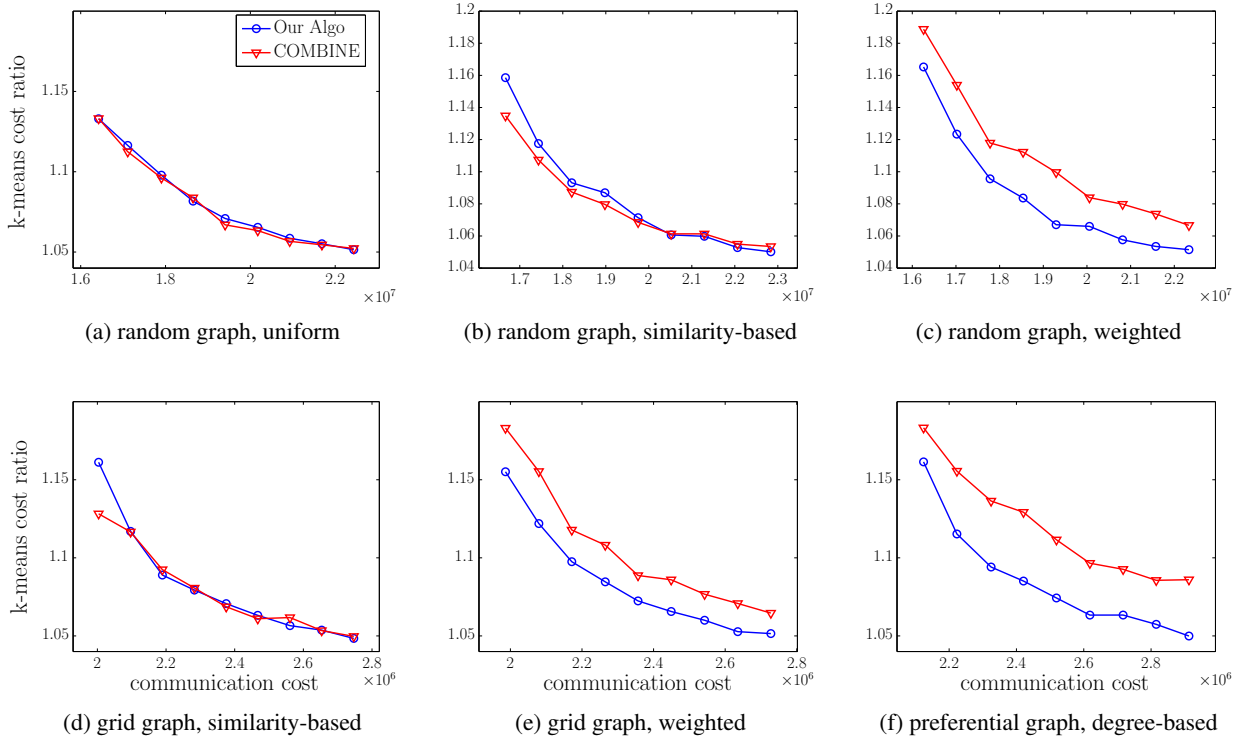 Our Algo
COMBINE
k-means cost ratio
1.15
1.1
1.05
1.6 1.8 2 2.2
×10^7
(a) random graph, uniform
1.2
1.18
1.16
1.14
1.12
1.1
1.08
1.06
1.04
1.7 1.8 1.9 2 2.1 2.2 2.3
×10^7
(b) random graph, similarity-based
1.2
1.18
1.16
1.14
1.12
1.1
1.08
1.06
1.04
1.6 1.7 1.8 1.9 2 2.1 2.2
×10^7
(c) random graph, weighted
k-means cost ratio
1.15
1.1
1.05
2 2.2 2.4 2.6 2.8
communication cost ×10^6
(d) grid graph, similarity-based
1.15
1.1
1.05
2 2.2 2.4 2.6 2.8
communication cost ×10^6
(e) grid graph, weighted
1.15
1.1
1.05
2.2 2.4 2.6 2.8
communication cost ×10^6
(f) preferential graph, degree-based